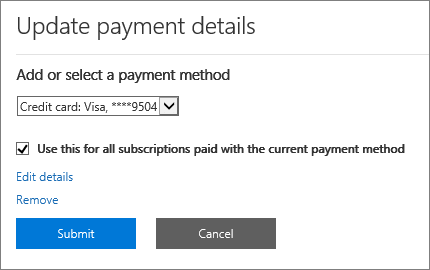 Update payment details
Add or select a payment method
Credit card: Visa, ****9504
Use this for all subscriptions paid with the current payment method
Edit details
Remove
Submit Cancel